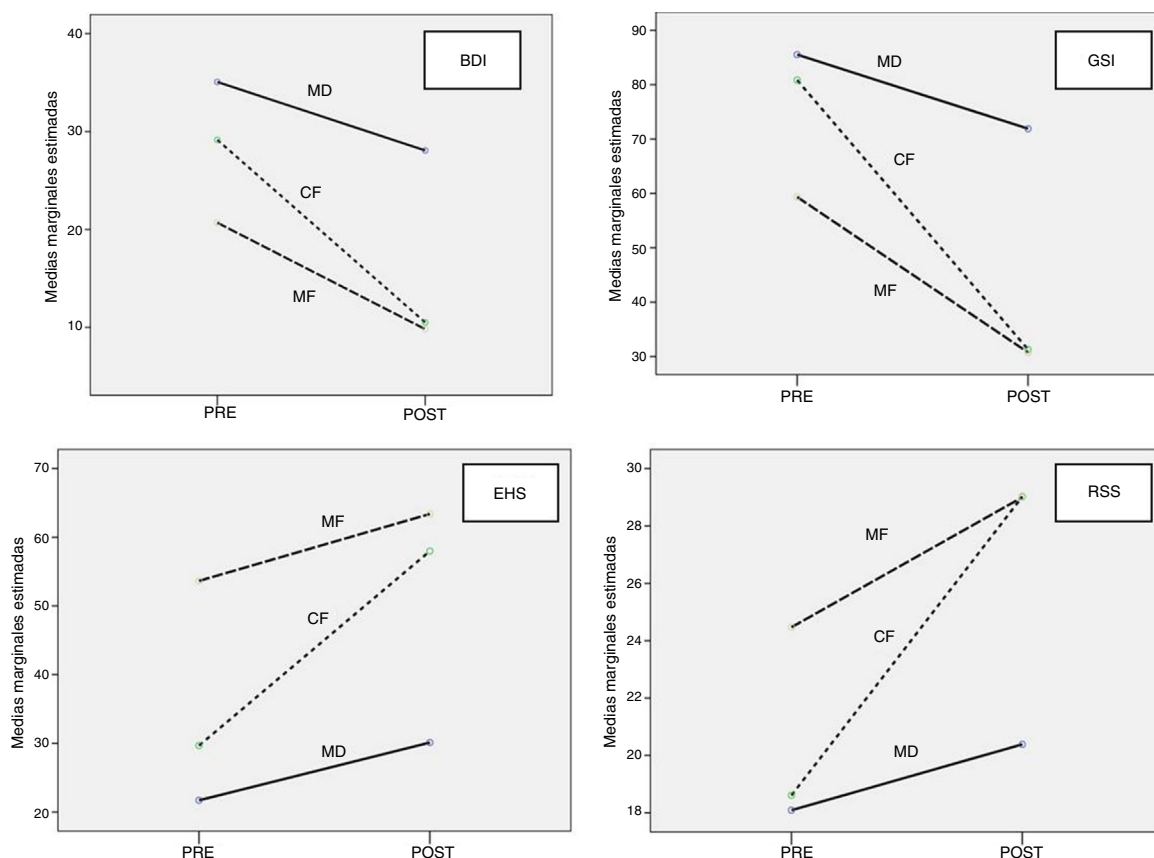 40
30
20
10
Medias marginales estimadas
BDI
MD
CF
MF
PRE
POST
90
80
70
60
50
40
30
Medias marginales estimadas
GSI
MD
CF
MF
PRE
POST
70
60
50
40
30
20
Medias marginales estimadas
EHS
MF
CF
MD
PRE
POST
30
28
26
24
22
20
18
Medias marginales estimadas
RSS
MF
CF
MD
PRE
POST